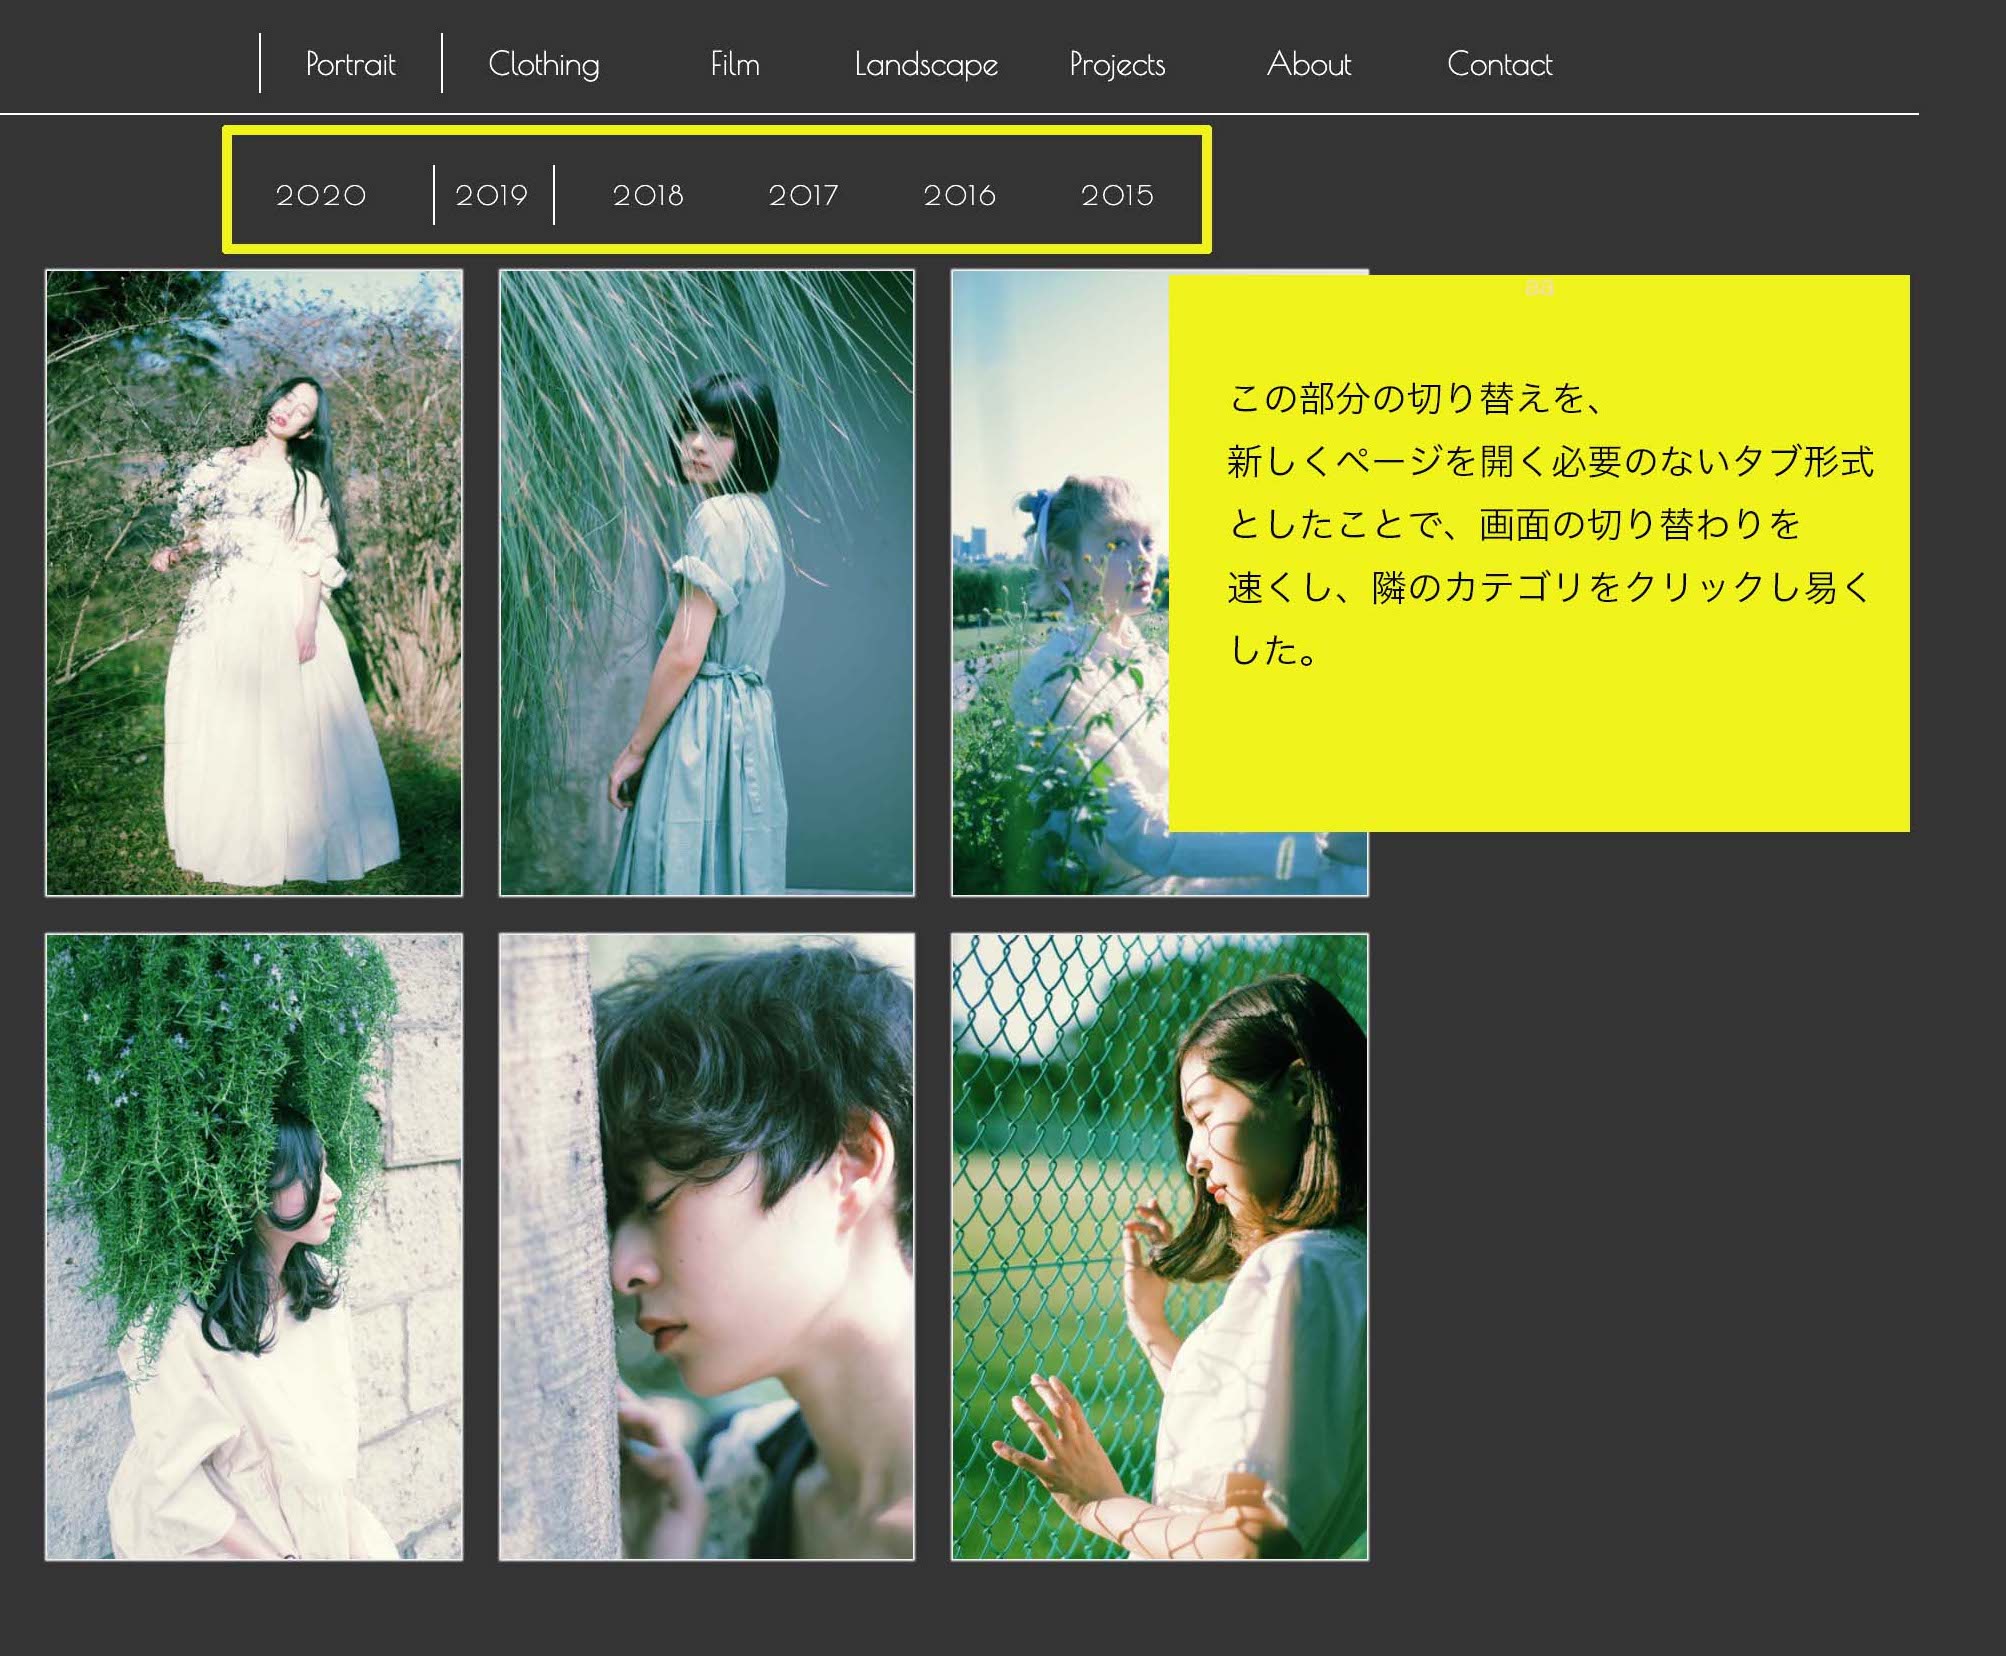 Portrait Clothing Film Landscape Projects About Contact
2020 2019 2018 2017 2016 2015
aa
この部分の切り替えを、
新しくページを開く必要のないタブ形式
としたことで、画面の切り替わりを
速くし、隣のカテゴリをクリックし易く
した。